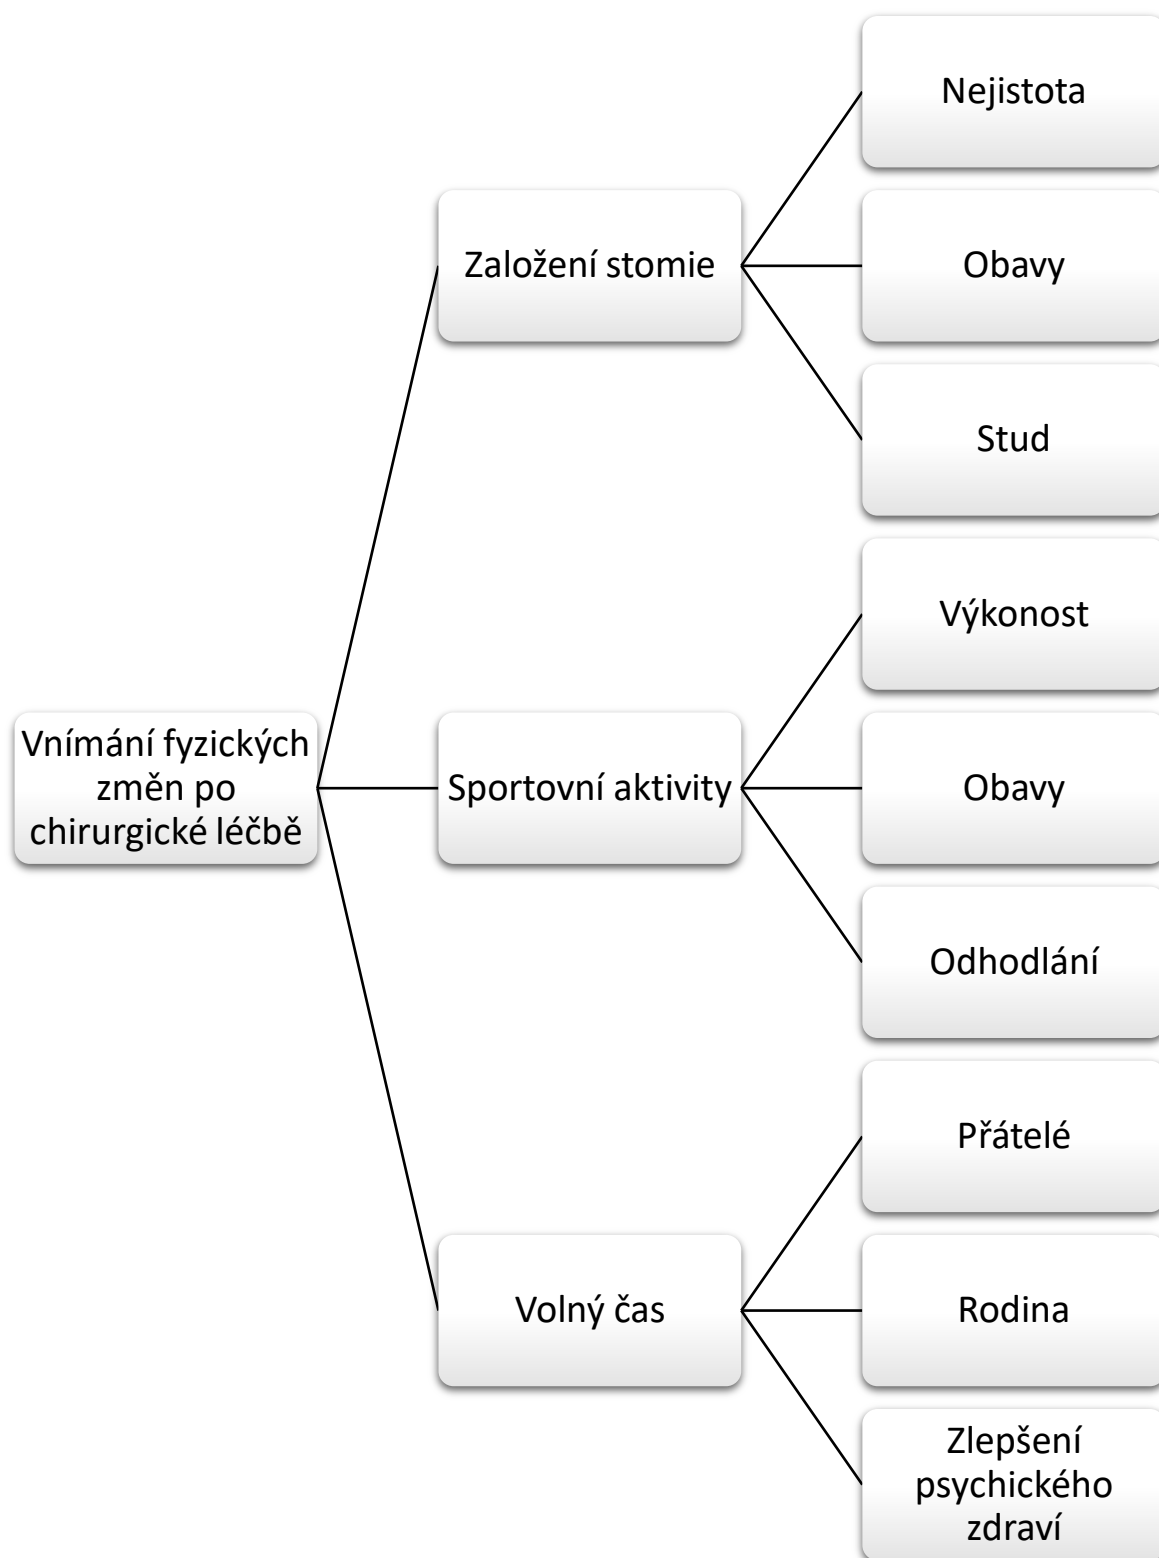 Nejistota
Založení stomie
Obavy
Stud
Výkonost
Vnímání fyzických
změn po
chirurgické léčbě
Sportovní aktivity
Obavy
Odhodlání
Přátelé
Volný čas
Rodina
Zlepšení
psychického
zdraví